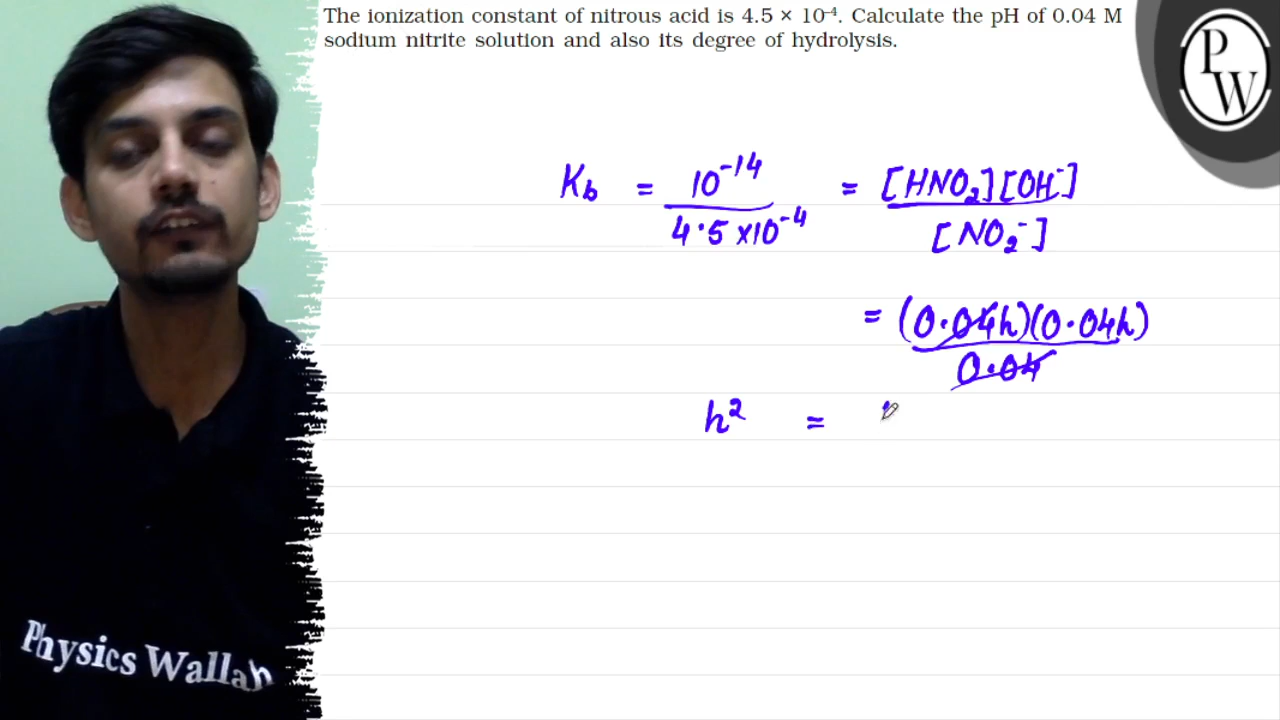 The ionization constant of nitrous acid is 4.5 × 10⁻⁴. Calculate the pH of 0.04 M
sodium nitrite solution and also its degree of hydrolysis.
P
W
K_b = 10⁻¹⁴ / 4.5 ×10⁻⁴ = [HNO₂][OH⁻] / [NO₂⁻]
= (0.04h)(0.04h) / 0.04
h² =
Physics Wallah